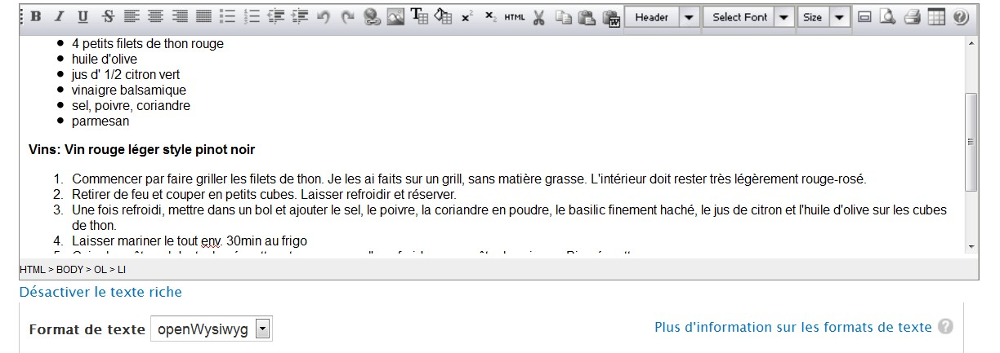 B I U S HTML Header Select Font Size
4 petits filets de thon rouge
huile d'olive
jus d' 1/2 citron vert
vinaigre balsamique
sel, poivre, coriandre
parmesan
Vins: Vin rouge léger style pinot noir
1. Commencer par faire griller les filets de thon. Je les ai faits sur un grill, sans matière grasse. L'intérieur doit rester très légèrement rouge-rosé.
2. Retirer de feu et couper en petits cubes. Laisser refroidir et réserver.
3. Une fois refroidi, mettre dans un bol et ajouter le sel, le poivre, la coriandre en poudre, le basilic finement haché, le jus de citron et l'huile d'olive sur les cubes
de thon.
4. Laisser mariner le tout env. 30min au frigo
HTML > BODY > OL > LI
Désactiver le texte riche
Format de texte openWysiwyg
Plus d'information sur les formats de texte ?